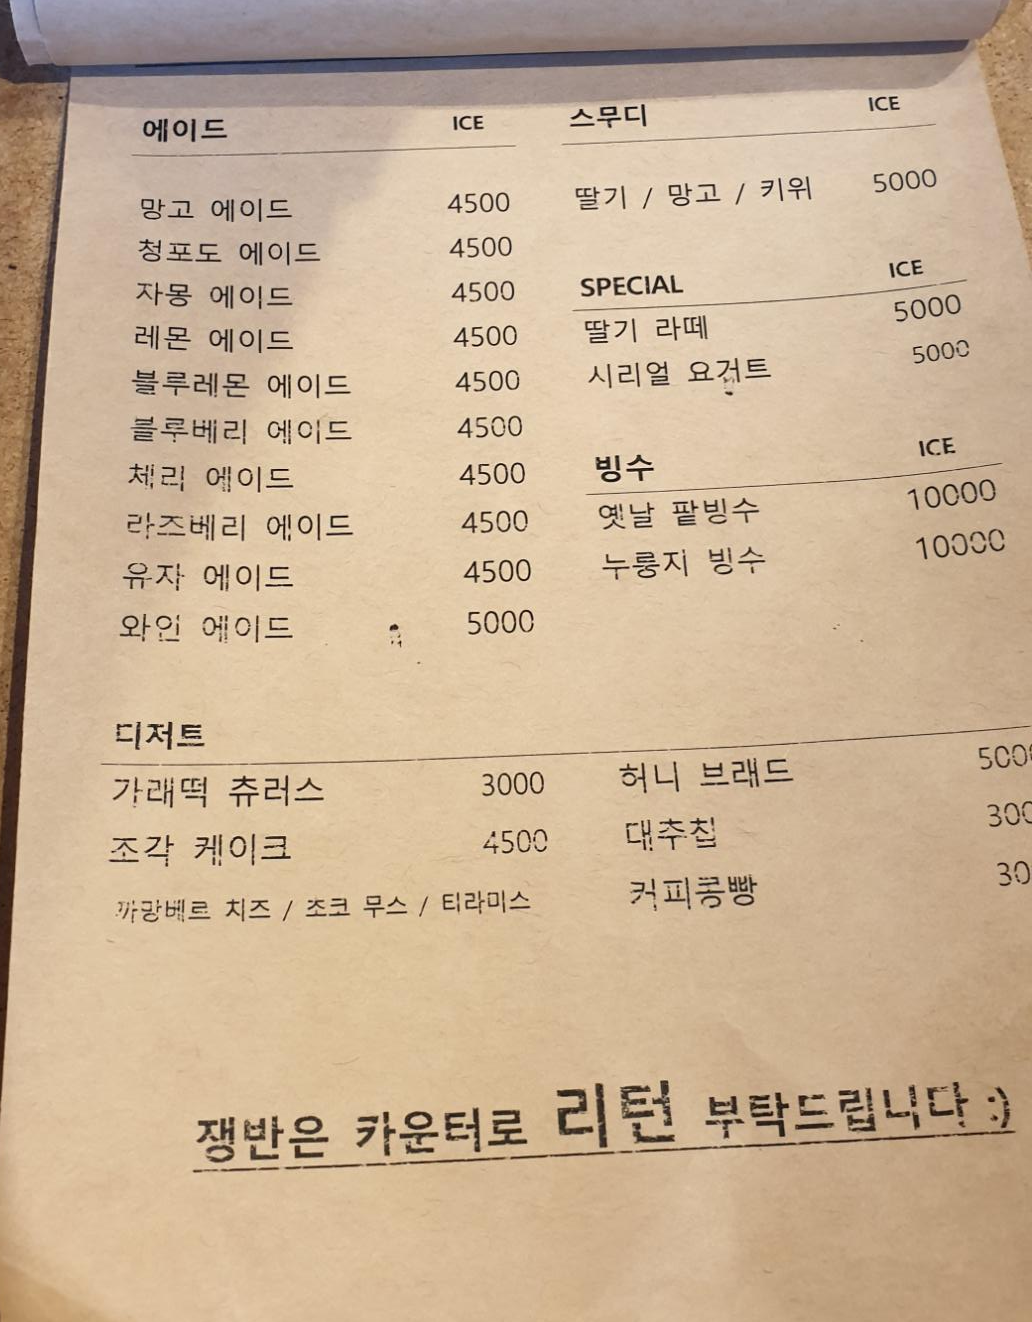 에이드 ICE
망고 에이드 4500
청포도 에이드 4500
자몽 에이드 4500
레몬 에이드 4500
블루레몬 에이드 4500
블루베리 에이드 4500
체리 에이드 4500
라즈베리 에이드 4500
유자 에이드 4500
와인 에이드 5000
스무디 ICE
딸기 / 망고 / 키위 5000
SPECIAL ICE
딸기 라떼 5000
시리얼 요거트 5000
빙수 ICE
옛날 팥빙수 10000
누룽지 빙수 10000
디저트
가래떡 츄러스 3000
조각 케이크 4500
까망베르 치즈 / 초코 무스 / 티라미스
허니 브래드
대추칩
커피콩빵
쟁반은 카운터로 리턴 부탁드립니다 :)